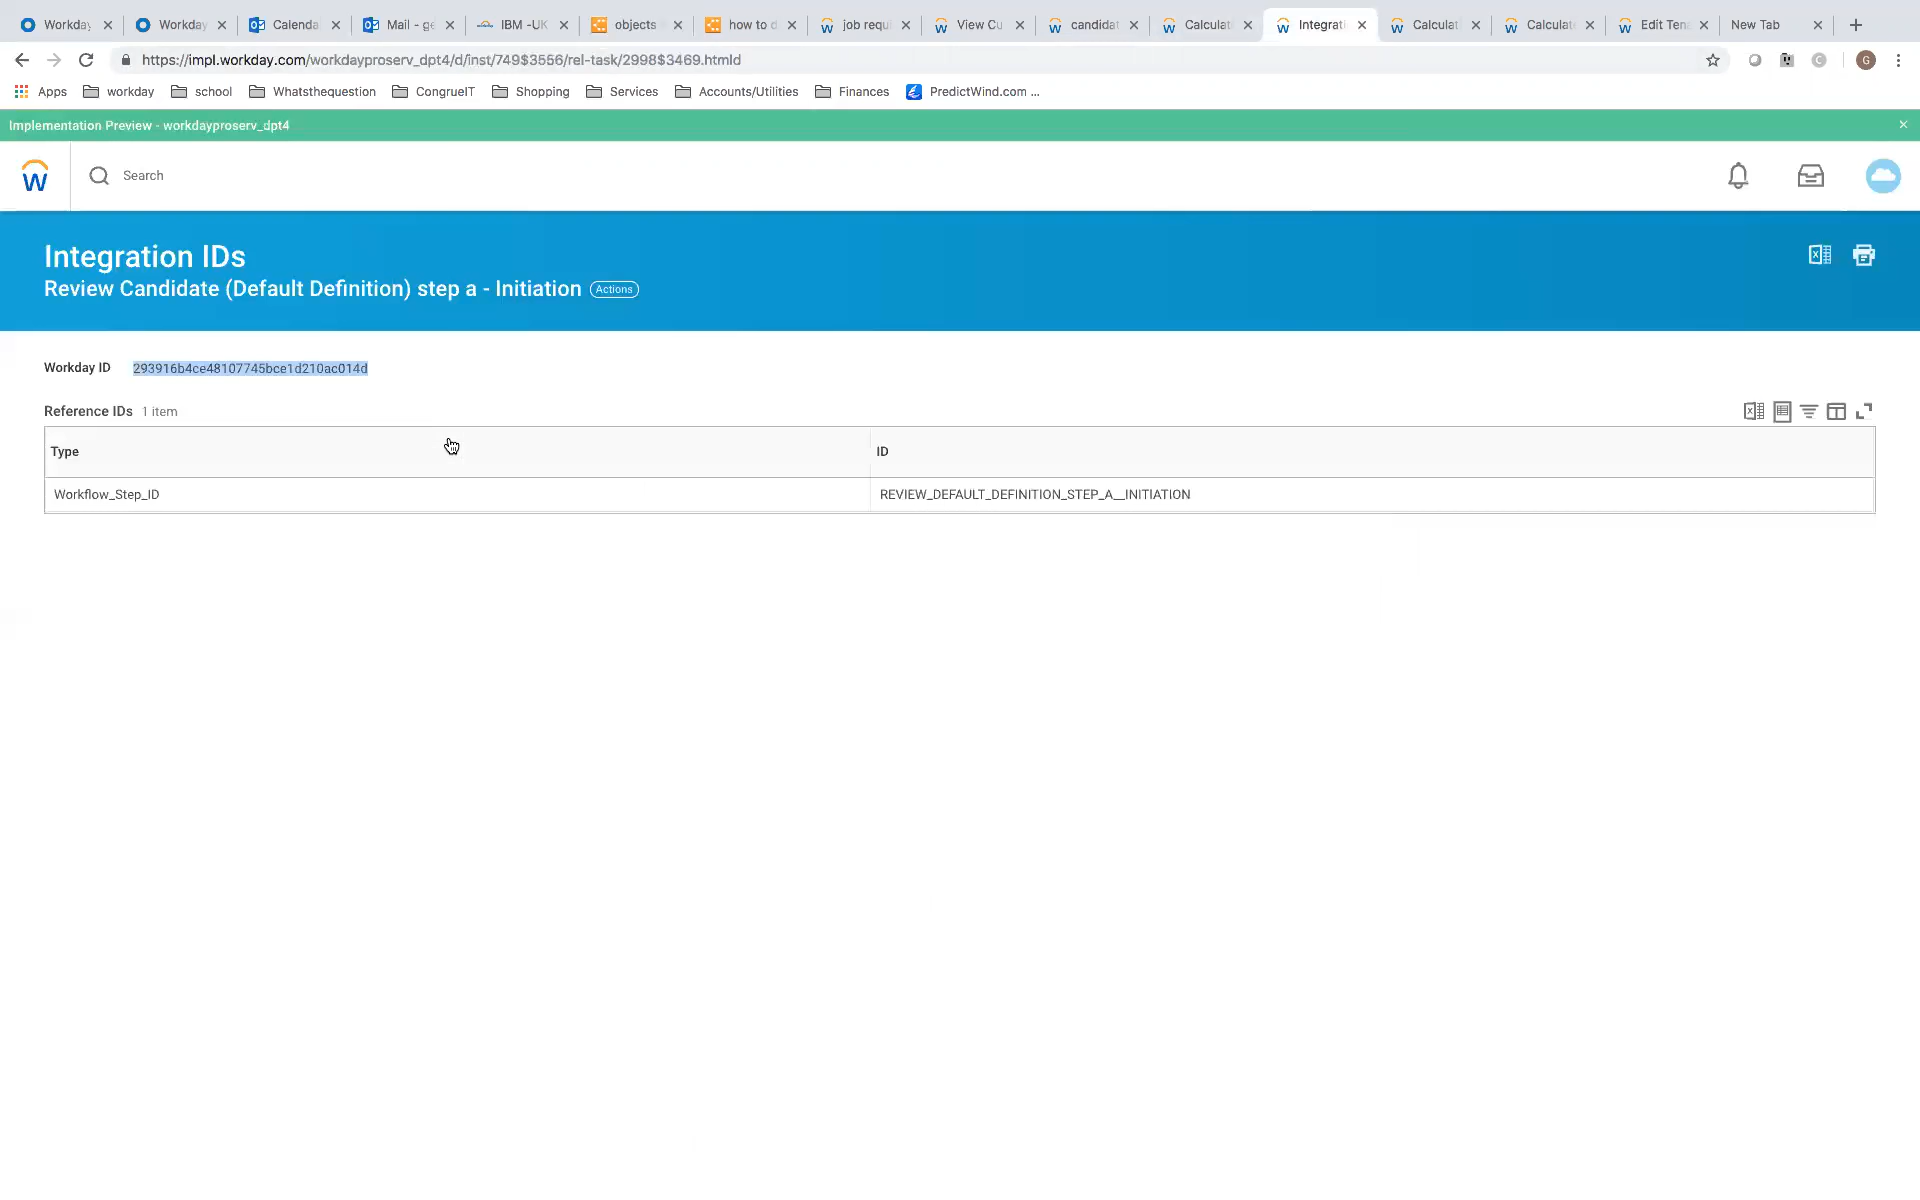 Workday Workday Calenda Mail - ge IBM -UK objects how to d job requi View Cu candidat Calculat Integrati Calculat Calculat Edit Ten New Tab
https://impl.workday.com/workdayproserv_dpt4/d/inst/749$3556/rel-task/2998$3469.htmld G
Apps workday school Whatsthequestion CongrueIT Shopping Services Accounts/Utilities Finances PredictWind.com ...
Implementation Preview - workdayproserv_dpt4
W Search
Integration IDs
Review Candidate (Default Definition) step a - Initiation Actions
Workday ID 293916b4ce48107745bce1d210ac014d
Reference IDs 1 item
Type ID
Workflow_Step_ID REVIEW_DEFAULT_DEFINITION_STEP_A__INITIATION